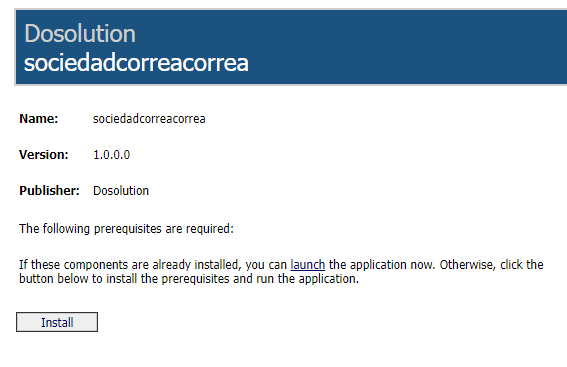 Dosolution
sociedadcorreacorrea
Name: sociedadcorreacorrea
Version: 1.0.0.0
Publisher: Dosolution
The following prerequisites are required:
If these components are already installed, you can launch the application now. Otherwise, click the
button below to install the prerequisites and run the application.
Install